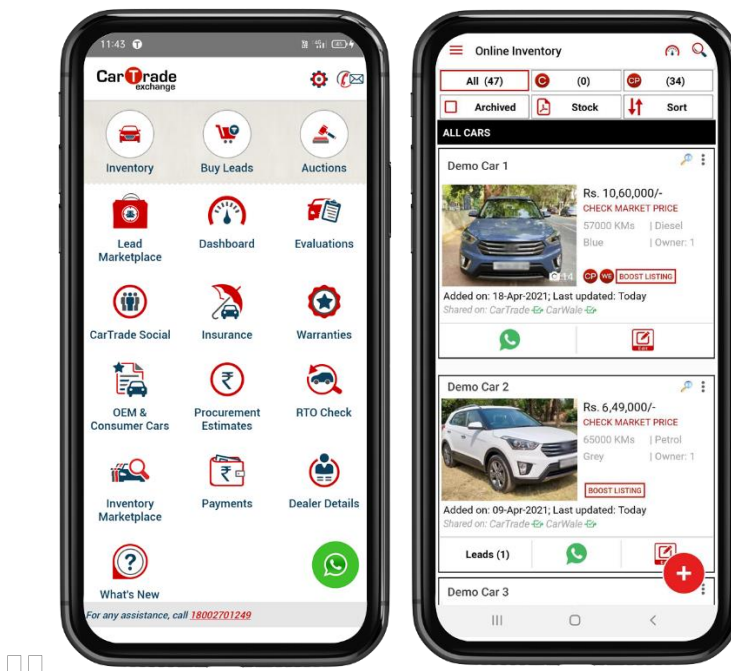 11:43
CarTrade
exchange
Inventory
Buy Leads
Auctions
Lead
Marketplace
Dashboard
Evaluations
CarTrade Social
Insurance
Warranties
OEM &
Consumer Cars
Procurement
Estimates
RTO Check
Inventory
Marketplace
Payments
Dealer Details
What's New
For any assistance, call 18002701249
Online Inventory
All (47)
C (0)
CP (34)
Archived
Stock
Sort
ALL CARS
Demo Car 1
Rs. 10,60,000/-
CHECK MARKET PRICE
57000 KMs | Diesel
Blue | Owner: 1
14
CP WE BOOST LISTING
Added on: 18-Apr-2021; Last updated: Today
Shared on: CarTrade CarWale
Edit
Demo Car 2
Rs. 6,49,000/-
CHECK MARKET PRICE
65000 KMs | Petrol
Grey | Owner: 1
BOOST LISTING
Added on: 09-Apr-2021; Last updated: Today
Shared on: CarTrade CarWale
Leads (1)
Demo Car 3